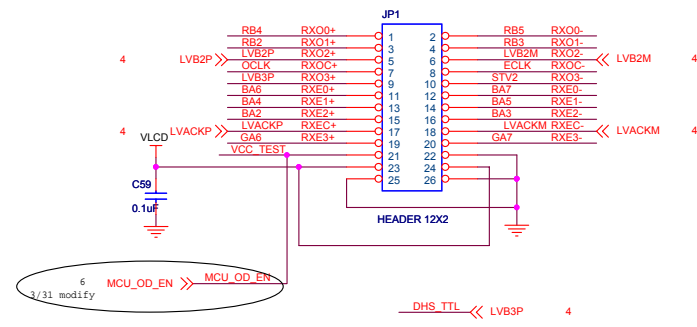 JP1
RB4 RXO0+ 1 2 RB5 RXO0-
RB2 RXO1+ 3 4 RB3 RXO1-
4 LVB2P LVB2P RXO2+ 5 6 LVB2M RXO2- LVB2M 4
OCLK RXOC+ 7 8 ECLK RXOC-
LVB3P RXO3+ 9 10 STV2 RXO3-
BA6 RXE0+ 11 12 BA7 RXE0-
BA4 RXE1+ 13 14 BA5 RXE1-
BA2 RXE2+ 15 16 BA3 RXE2-
4 LVACKP LVACKP RXEC+ 17 18 LVACKM RXEC- LVACKM 4
VLCD GA6 RXE3+ 19 20 GA7 RXE3-
VCC_TEST 21 22
23 24
25 26
C59
0.1uF
HEADER 12X2
6 MCU_OD_EN MCU_OD_EN
3/31 modify
DHS_TTL LVB3P 4